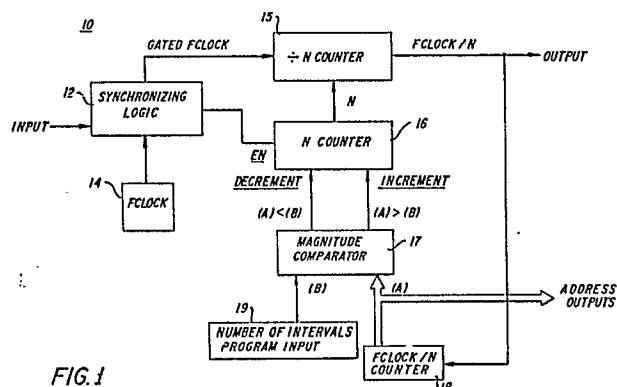 10
15
GATED FCLOCK
÷ N COUNTER
FCLOCK/N
OUTPUT
12
SYNCHRONIZING
LOGIC
INPUT
N
16
N COUNTER
EN
14
FCLOCK
DECREMENT
INCREMENT
(A)<(B)
(A)>(B)
MAGNITUDE
COMPARATOR
17
(B)
(A)
ADDRESS
OUTPUTS
19
NUMBER OF INTERVALS
PROGRAM INPUT
FCLOCK/N
COUNTER
18
FIG.1